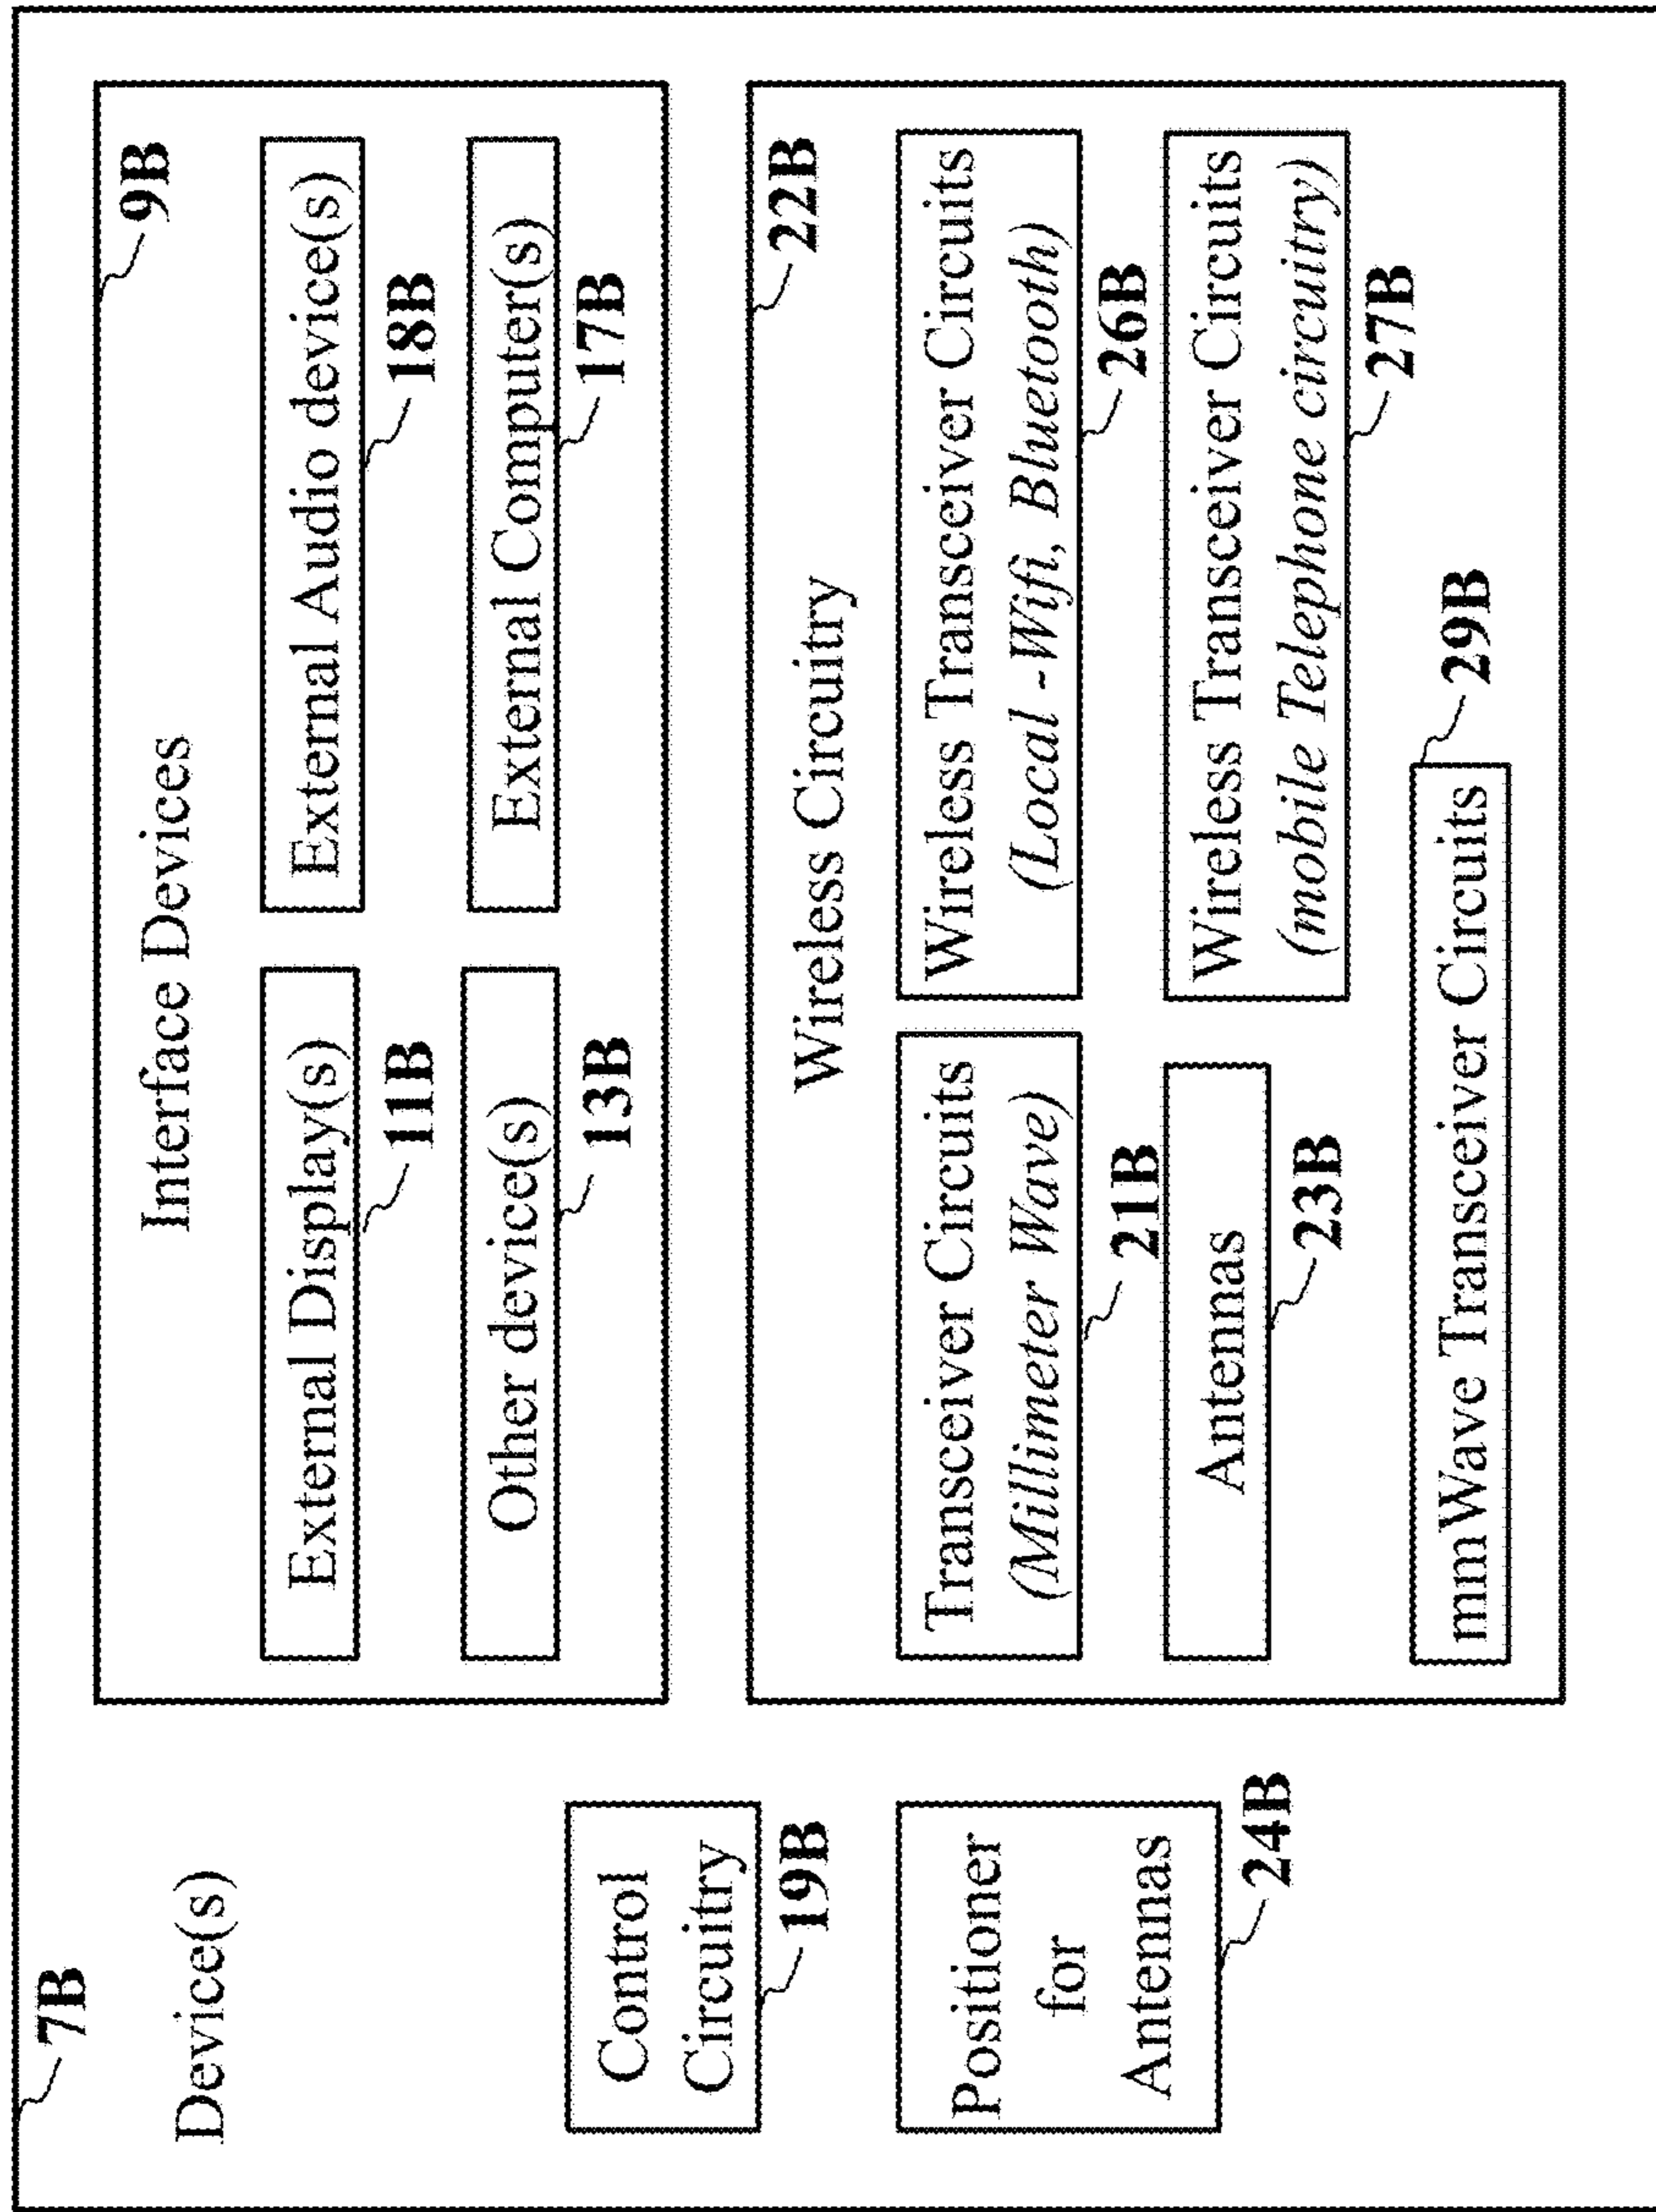 7B
Device(s)
Control
Circuitry
19B
Positioner
for
Antennas
24B
9B
Interface Devices
External Display(s)
11B
External Audio device(s)
18B
Other device(s)
13B
External Computer(s)
17B
22B
Wireless Circuitry
Transceiver Circuits
(Millimeter Wave)
21B
Wireless Transceiver Circuits
(Local -Wifi, Bluetooth)
26B
Antennas
23B
Wireless Transceiver Circuits
(mobile Telephone circuitry)
27B
mmWave Transceiver Circuits
29B